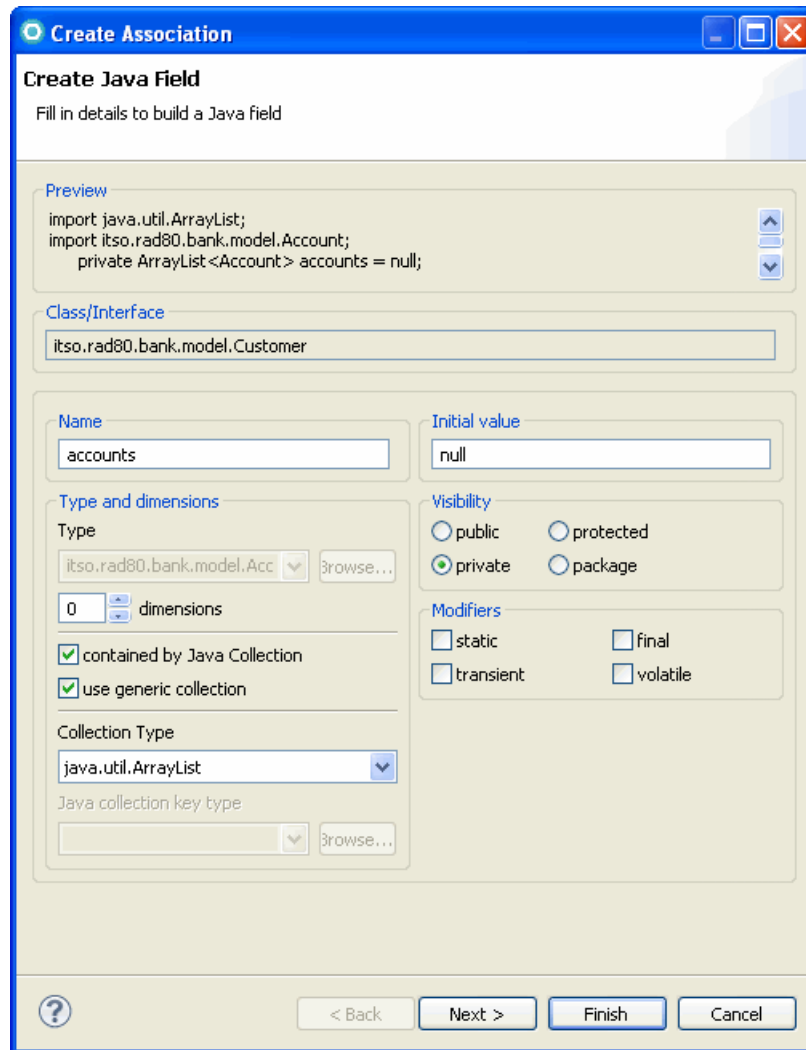 Create Association
Create Java Field
Fill in details to build a Java field
Preview
import java.util.ArrayList;
import itso.rad80.bank.model.Account;
private ArrayList<Account> accounts = null;
Class/Interface
itso.rad80.bank.model.Customer
Name
accounts
Initial value
null
Type and dimensions
Type
itso.rad80.bank.model.Acc
Browse...
0 dimensions
contained by Java Collection
use generic collection
Collection Type
java.util.ArrayList
Java collection key type
Browse...
Visibility
public protected
private package
Modifiers
static final
transient volatile
?
< Back Next > Finish Cancel